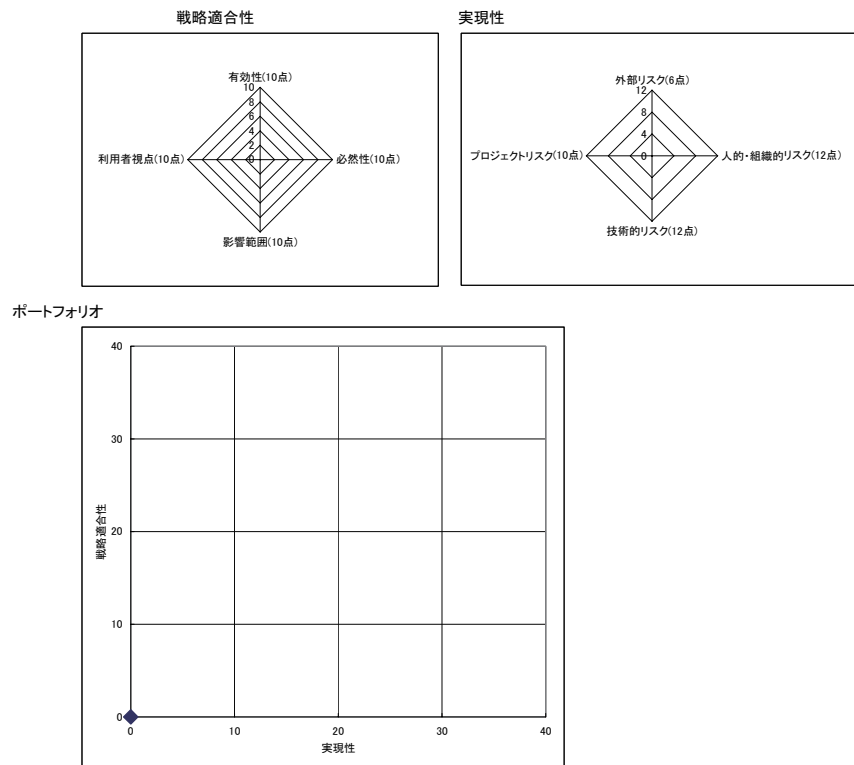 戦略適合性
有効性(10点)
10
8
6
4
2
0
利用者視点(10点)
必然性(10点)
影響範囲(10点)
実現性
外部リスク(6点)
12
8
4
0
プロジェクトリスク(10点)
人的・組織的リスク(12点)
技術的リスク(12点)
ポートフォリオ
40
30
20
10
0
戦略適合性
0
10
20
30
40
実現性